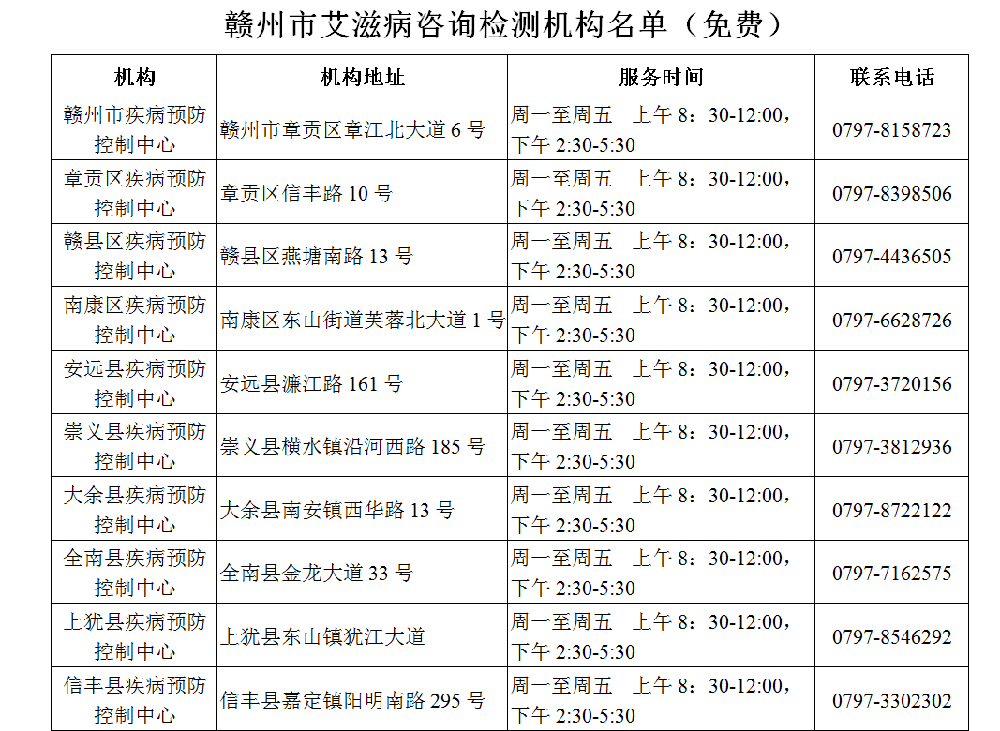 赣州市艾滋病咨询检测机构名单（免费）
机构 机构地址 服务时间 联系电话
赣州市疾病预防
控制中心
赣州市章贡区章江北大道 6 号
周一至周五　上午 8：30-12:00，
下午 2:30-5:30
0797-8158723
章贡区疾病预防
控制中心
章贡区信丰路 10 号
周一至周五　上午 8：30-12:00，
下午 2:30-5:30
0797-8398506
赣县区疾病预防
控制中心
赣县区燕塘南路 13 号
周一至周五　上午 8：30-12:00，
下午 2:30-5:30
0797-4436505
南康区疾病预防
控制中心
南康区东山街道芙蓉北大道 1 号
周一至周五　上午 8：30-12:00，
下午 2:30-5:30
0797-6628726
安远县疾病预防
控制中心
安远县濂江路 161 号
周一至周五　上午 8：30-12:00，
下午 2:30-5:30
0797-3720156
崇义县疾病预防
控制中心
崇义县横水镇沿河西路 185 号
周一至周五　上午 8：30-12:00，
下午 2:30-5:30
0797-3812936
大余县疾病预防
控制中心
大余县南安镇西华路 13 号
周一至周五　上午 8：30-12:00，
下午 2:30-5:30
0797-8722122
全南县疾病预防
控制中心
全南县金龙大道 33 号
周一至周五　上午 8：30-12:00，
下午 2:30-5:30
0797-7162575
上犹县疾病预防
控制中心
上犹县东山镇犹江大道
周一至周五　上午 8：30-12:00，
下午 2:30-5:30
0797-8546292
信丰县疾病预防
控制中心
信丰县嘉定镇阳明南路 295 号
周一至周五　上午 8：30-12:00，
下午 2:30-5:30
0797-3302302